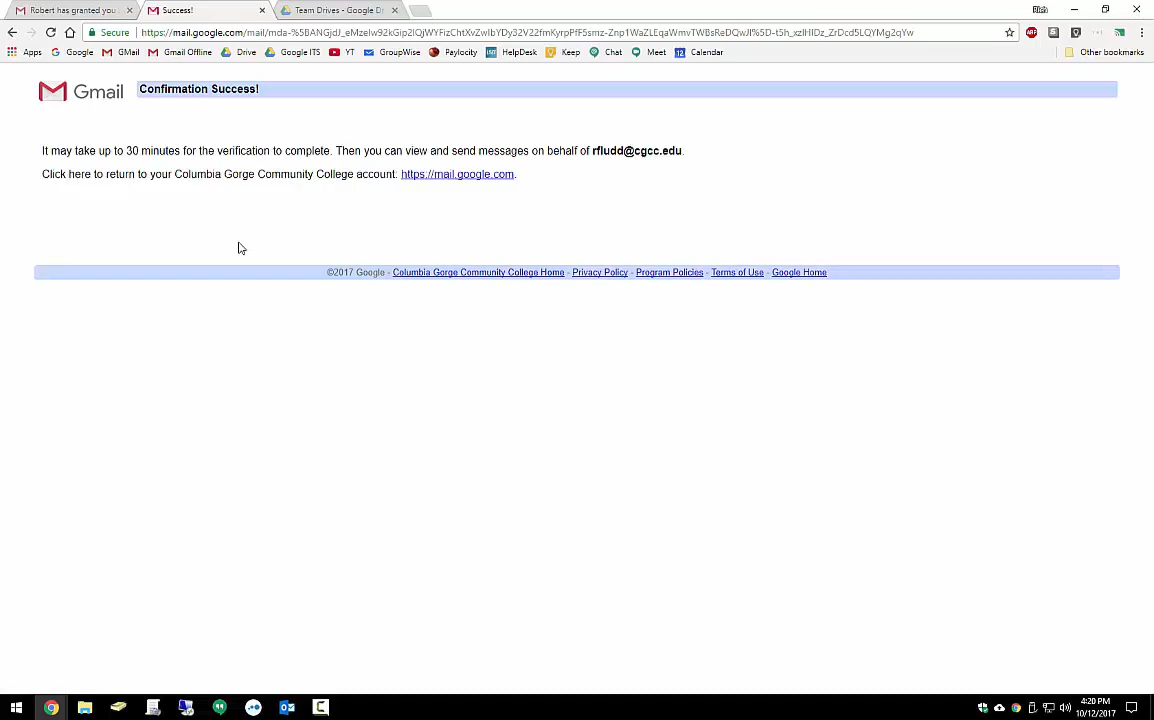 Robert has granted you
Success!
Team Drives - Google Dr
Secure
https://mail.google.com/mail/mda-
Apps
Google
GMail
Gmail Offline
Drive
Google ITS
YT
GroupWise
Paylocity
HelpDesk
Keep
Chat
Meet
12
Calendar
Other bookmarks
Gmail
Confirmation Success!
It may take up to 30 minutes for the verification to complete. Then you can view and send messages on behalf of rfludd@cgcc.edu.
Click here to return to your Columbia Gorge Community College account: https://mail.google.com.
©2017 Google - Columbia Gorge Community College Home - Privacy Policy - Program Policies - Terms of Use - Google Home
4:20 PM
10/12/2017